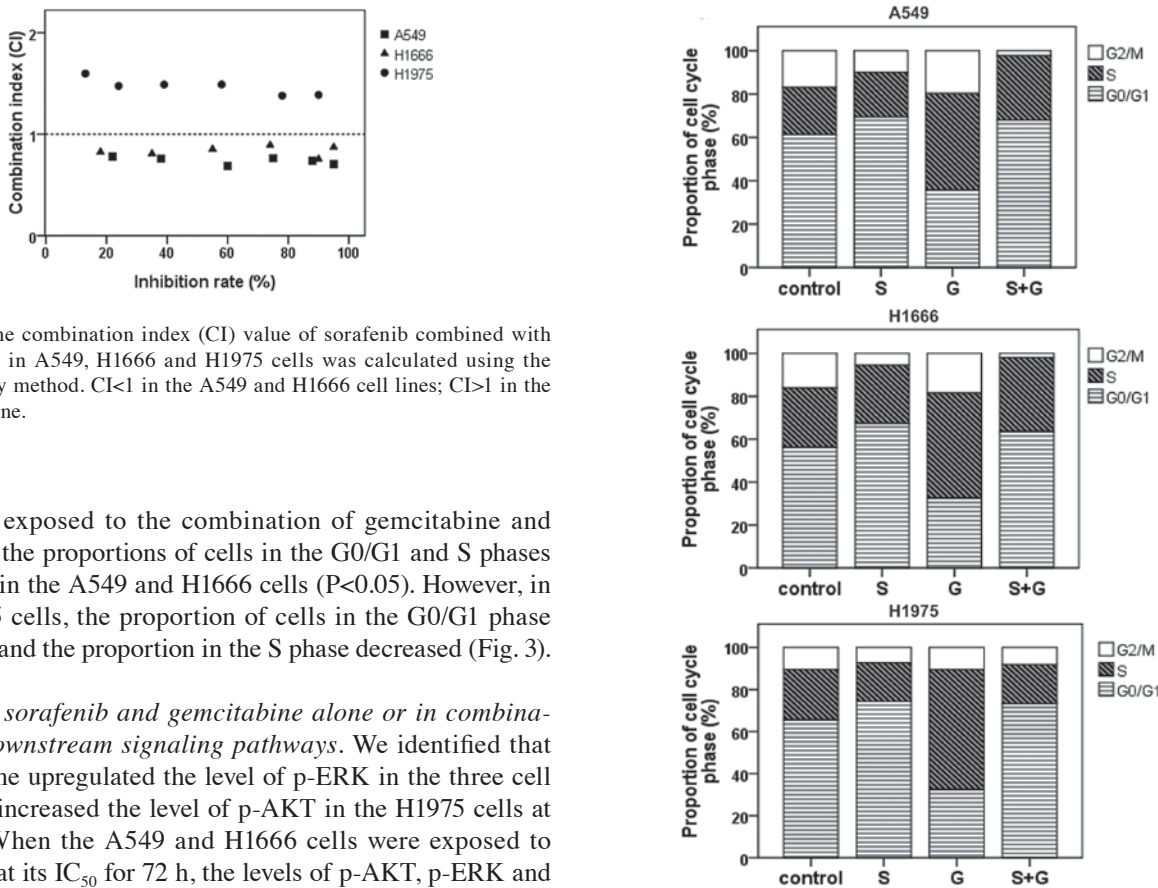 Combination index (CI)
2
1
0
0 20 40 60 80 100
Inhibition rate (%)
A549
H1666
H1975
combination index (CI) value of sorafenib combined with
in A549, H1666 and H1975 cells was calculated using the
method. CI<1 in the A549 and H1666 cell lines; CI>1 in the
exposed to the combination of gemcitabine and
the proportions of cells in the G0/G1 and S phases
in the A549 and H1666 cells (P<0.05). However, in
cells, the proportion of cells in the G0/G1 phase
and the proportion in the S phase decreased (Fig. 3).
sorafenib and gemcitabine alone or in combina-
ownstream signaling pathways. We identified that
ne upregulated the level of p-ERK in the three cell
increased the level of p-AKT in the H1975 cells at
When the A549 and H1666 cells were exposed to
at its IC50 for 72 h, the levels of p-AKT, p-ERK and
A549
Proportion of cell cycle
phase (%)
100
80
60
40
20
0
control S G S+G
G2/M
S
G0/G1
H1666
Proportion of cell cycle
phase (%)
100
80
60
40
20
0
control S G S+G
G2/M
S
G0/G1
H1975
Proportion of cell cycle
phase (%)
100
80
60
40
20
0
control S G S+G
G2/M
S
G0/G1